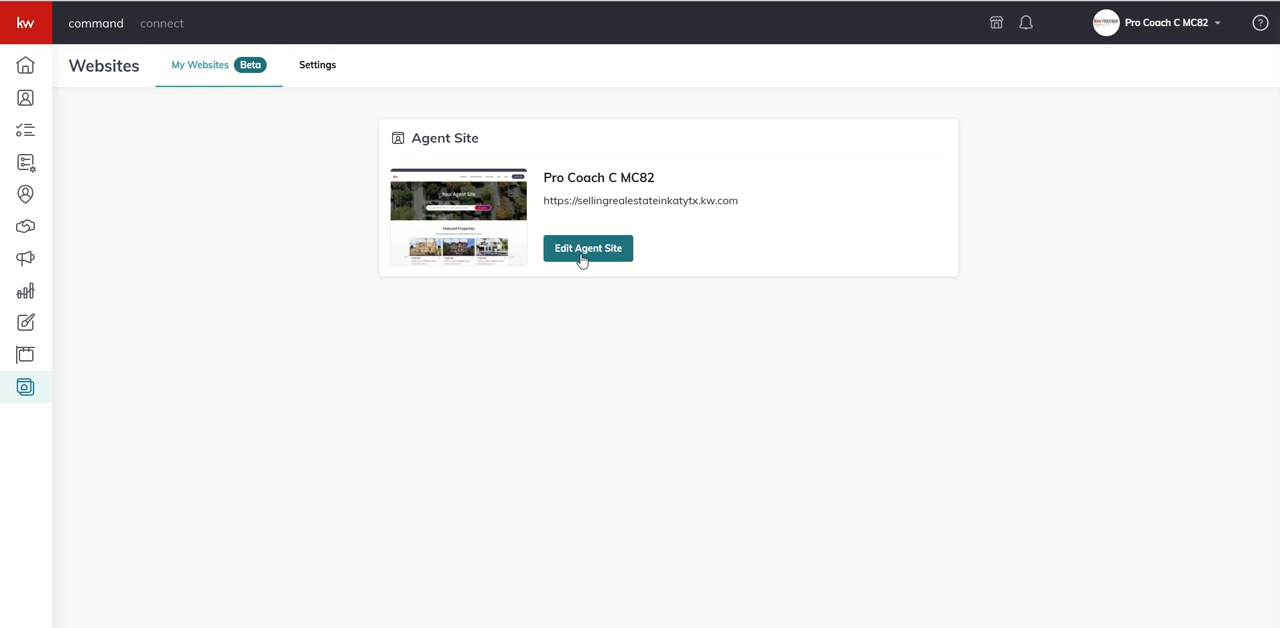 kw command connect Pro Coach C MC82
Websites My Websites Beta Settings
Agent Site
Pro Coach C MC82
https://sellingrealestateinkatytx.kw.com
Your Agent Site
Featured Properties
Edit Agent Site